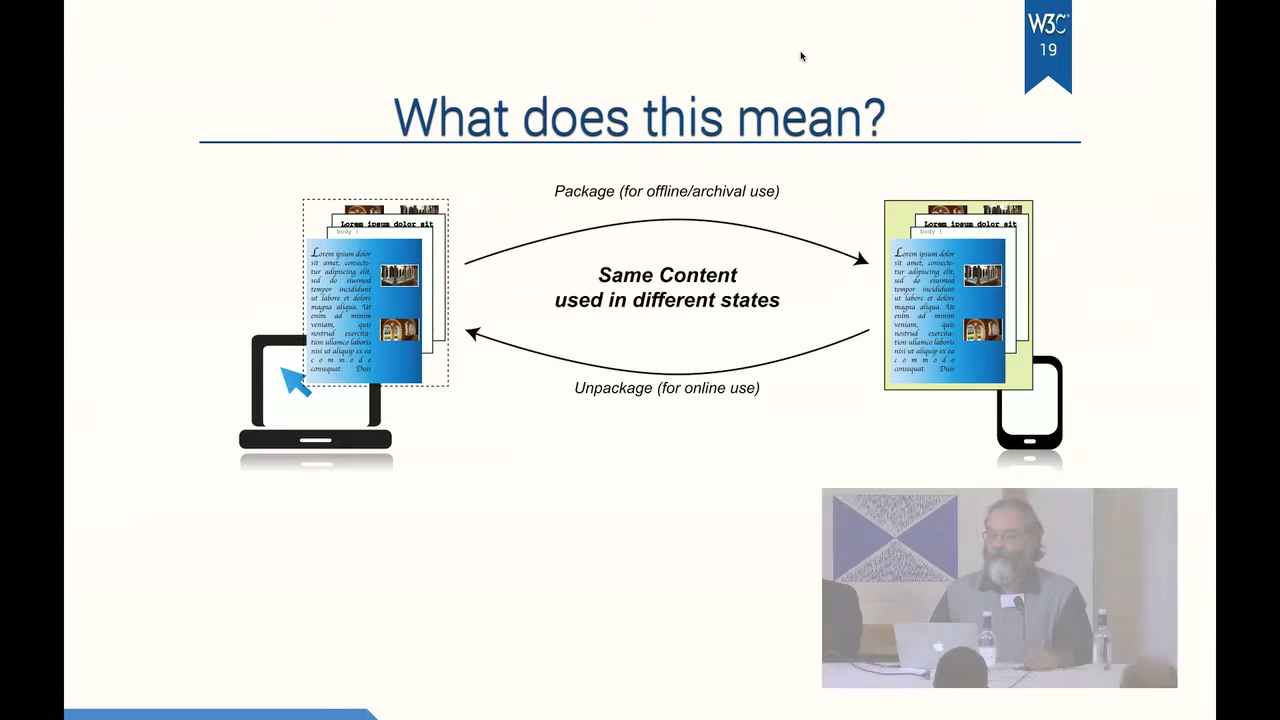 W3C®
19
What does this mean?
Package (for offline/archival use)
Same Content
used in different states
Unpackage (for online use)
Lorem ipsum dolor sit
body {
Lorem ipsum dolor
sit amet, consecte-
tur adipiscing elit,
sed do eiusmod
tempor incididunt
ut labore et dolore
magna aliqua. Ut
enim ad minim
veniam, quis
nostrud exercita-
tion ullamco laboris
nisi ut aliquip ex ea
c o m m o d o
consequat. Duis
Lorem ipsum dolor sit
body {
Lorem ipsum dolor
sit amet, consecte-
tur adipiscing elit,
sed do eiusmod
tempor incididunt
ut labore et dolore
magna aliqua. Ut
enim ad minim
veniam, quis
nostrud exercita-
tion ullamco laboris
nisi ut aliquip ex ea
c o m m o d o
consequat. Duis